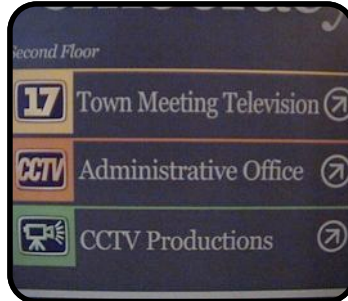 Second Floor
17 Town Meeting Television
CCTV Administrative Office
CCTV Productions